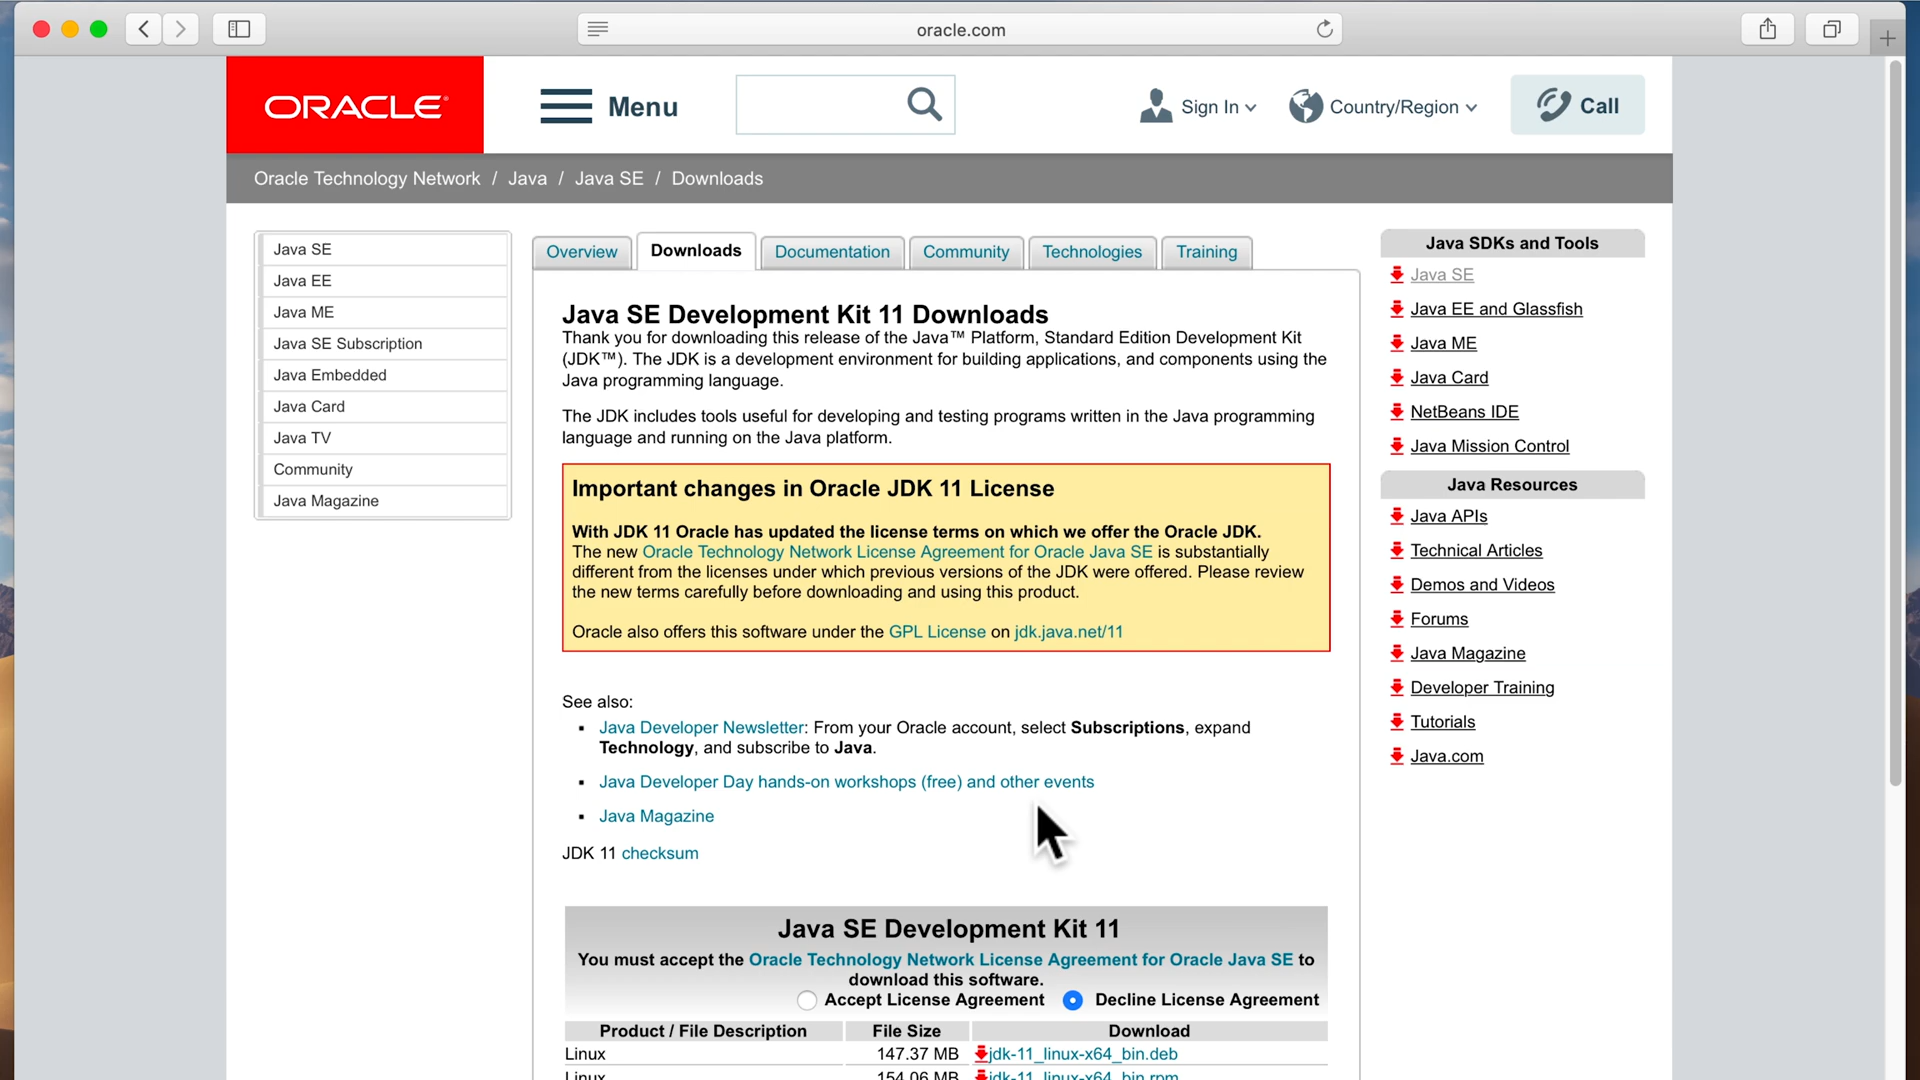 oracle.com
ORACLE
Menu
Sign In
Country/Region
Call
Oracle Technology Network / Java / Java SE / Downloads
Java SE
Java EE
Java ME
Java SE Subscription
Java Embedded
Java Card
Java TV
Community
Java Magazine
Overview
Downloads
Documentation
Community
Technologies
Training
Java SE Development Kit 11 Downloads
Thank you for downloading this release of the Java™ Platform, Standard Edition Development Kit
(JDK™). The JDK is a development environment for building applications, and components using the
Java programming language.
The JDK includes tools useful for developing and testing programs written in the Java programming
language and running on the Java platform.
Important changes in Oracle JDK 11 License
With JDK 11 Oracle has updated the license terms on which we offer the Oracle JDK.
The new Oracle Technology Network License Agreement for Oracle Java SE is substantially
different from the licenses under which previous versions of the JDK were offered. Please review
the new terms carefully before downloading and using this product.
Oracle also offers this software under the GPL License on jdk.java.net/11
See also:
▪ Java Developer Newsletter: From your Oracle account, select Subscriptions, expand
Technology, and subscribe to Java.
▪ Java Developer Day hands-on workshops (free) and other events
▪ Java Magazine
JDK 11 checksum
Java SE Development Kit 11
You must accept the Oracle Technology Network License Agreement for Oracle Java SE to
download this software.
Accept License Agreement Decline License Agreement
Product / File Description File Size Download
Linux 147.37 MB jdk-11_linux-x64_bin.deb
Linux 154.06 MB jdk-11_linux-x64_bin.rpm
Java SDKs and Tools
Java SE
Java EE and Glassfish
Java ME
Java Card
NetBeans IDE
Java Mission Control
Java Resources
Java APIs
Technical Articles
Demos and Videos
Forums
Java Magazine
Developer Training
Tutorials
Java.com